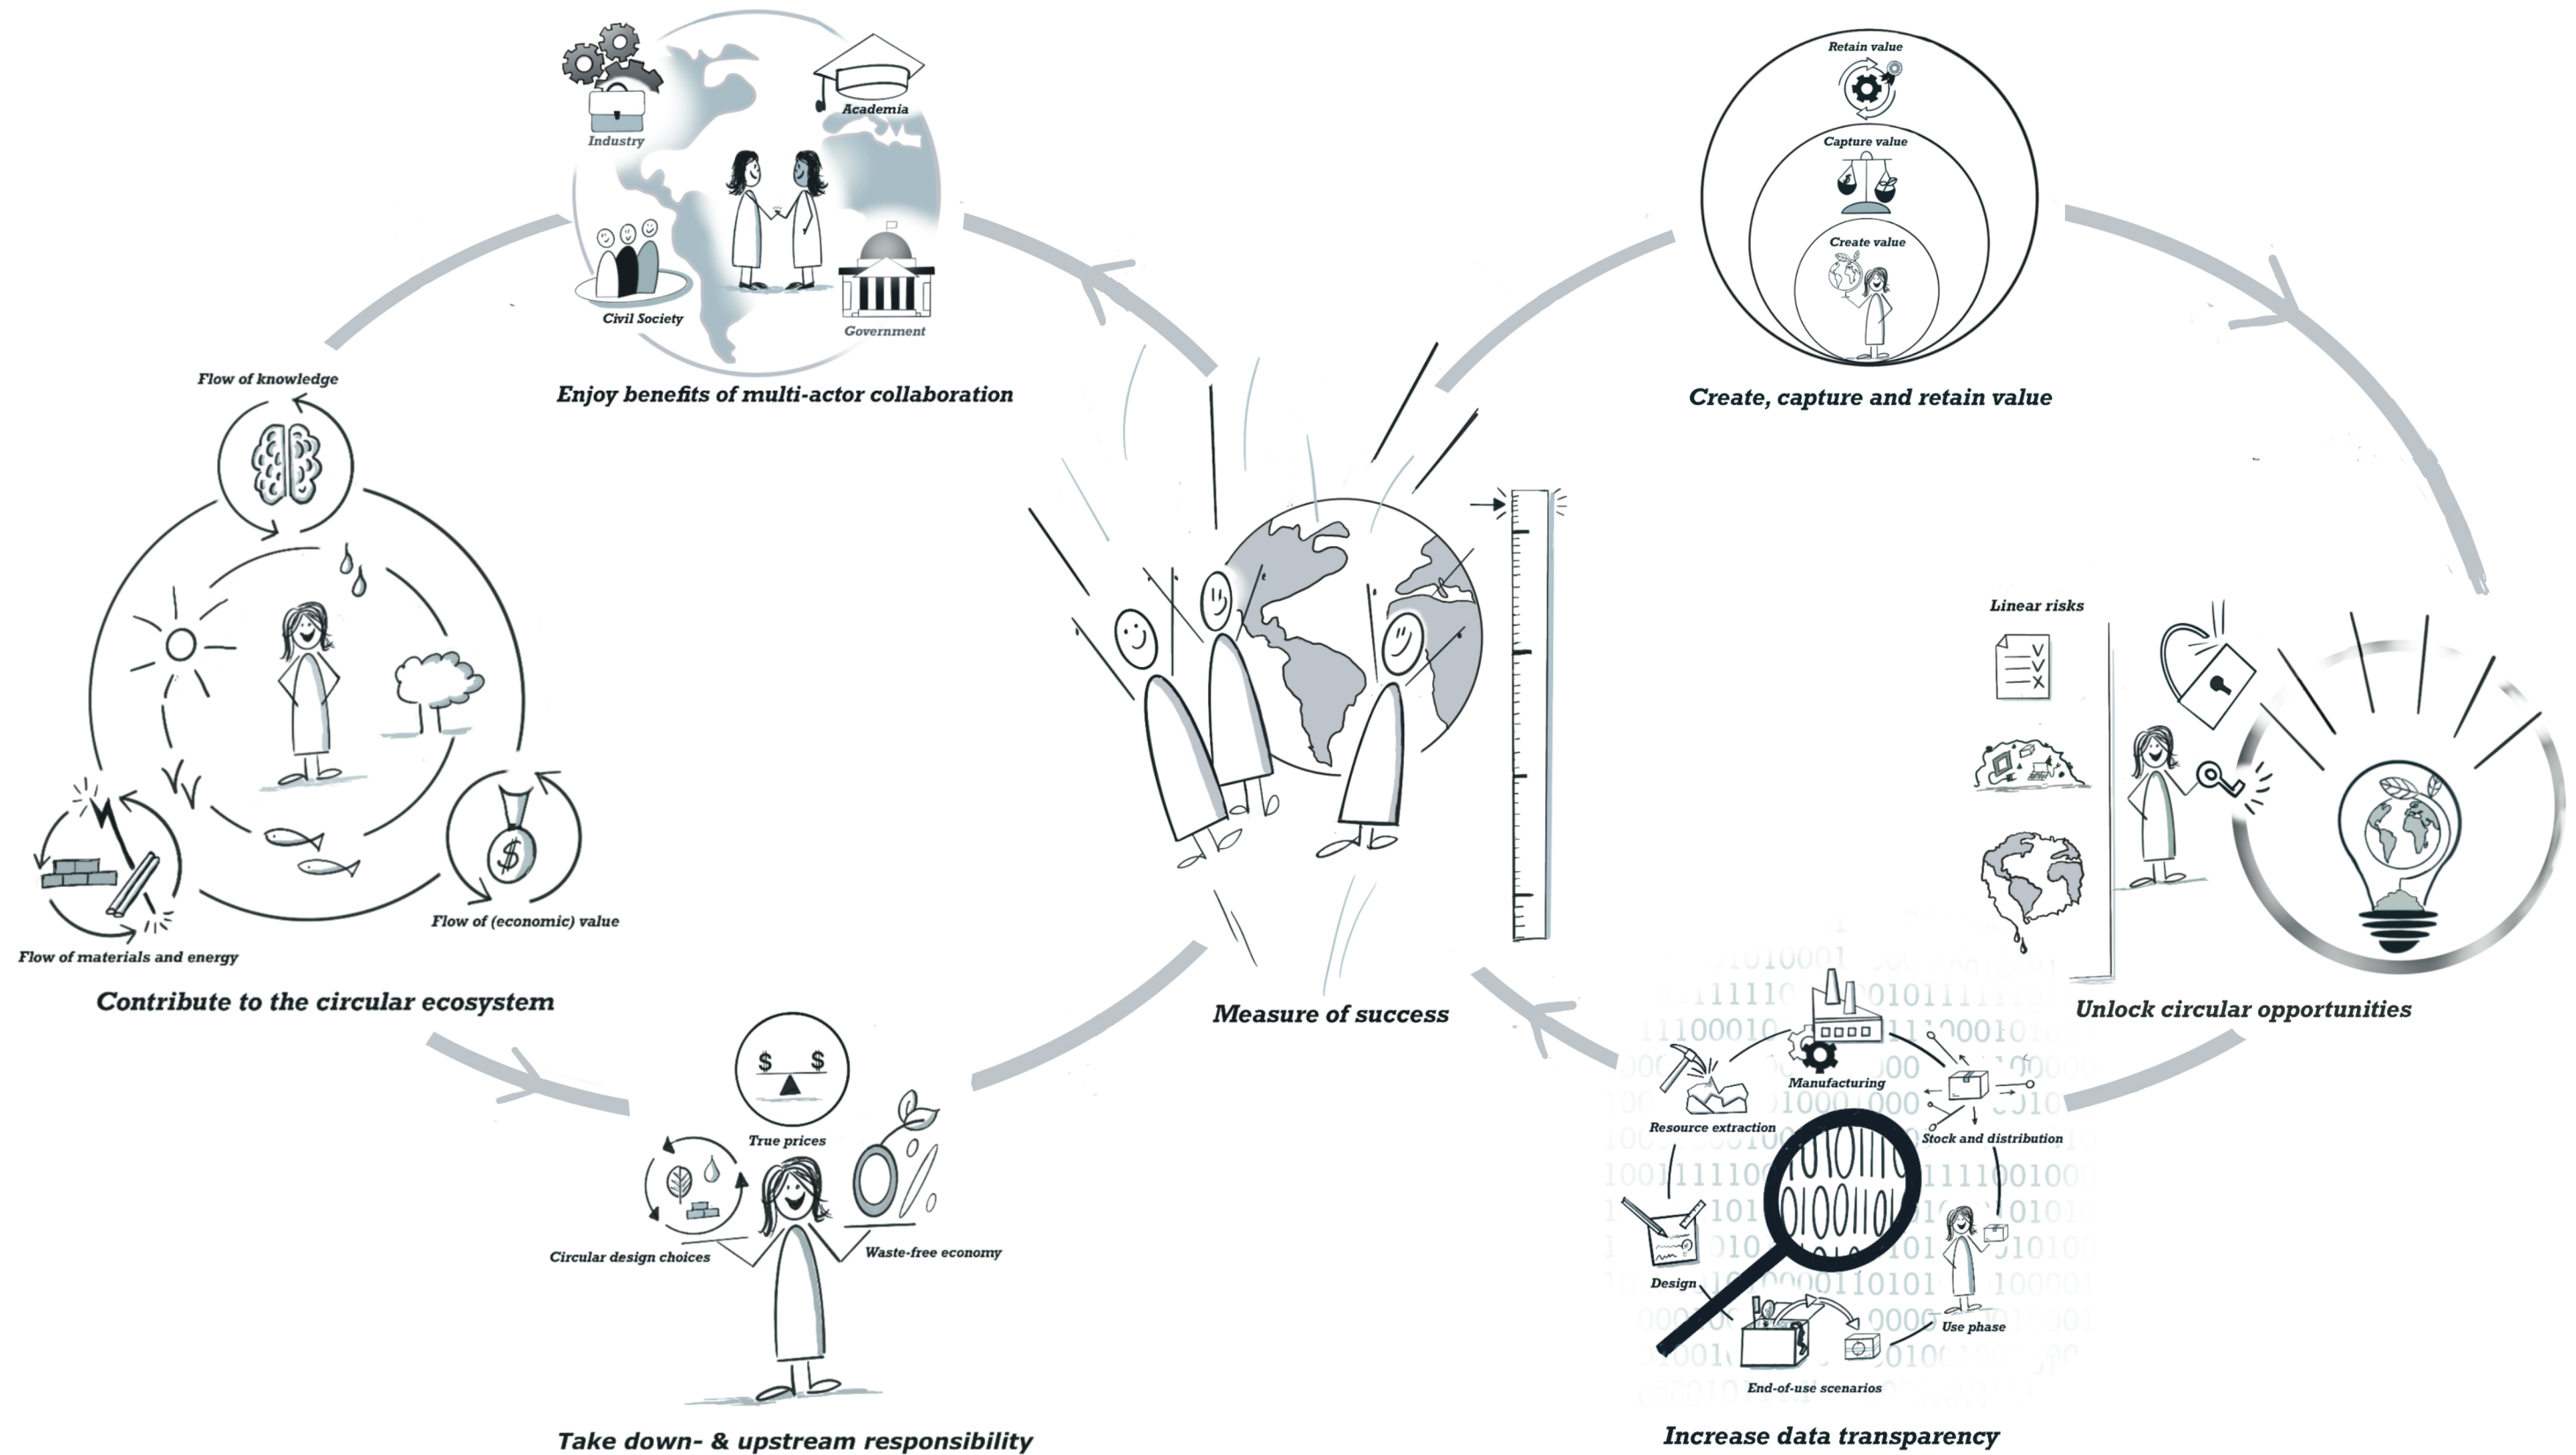 Industry
Academia
Civil Society
Government
Enjoy benefits of multi-actor collaboration
Retain value
Capture value
$
Create value
Create, capture and retain value
Flow of knowledge
$
Flow of (economic) value
Flow of materials and energy
Contribute to the circular ecosystem
Measure of success
Linear risks
V
V
X
Unlock circular opportunities
$ $
True prices
Circular design choices
Waste-free economy
Take down- & upstream responsibility
Manufacturing
Resource extraction
Stock and distribution
Design
Use phase
End-of-use scenarios
Increase data transparency